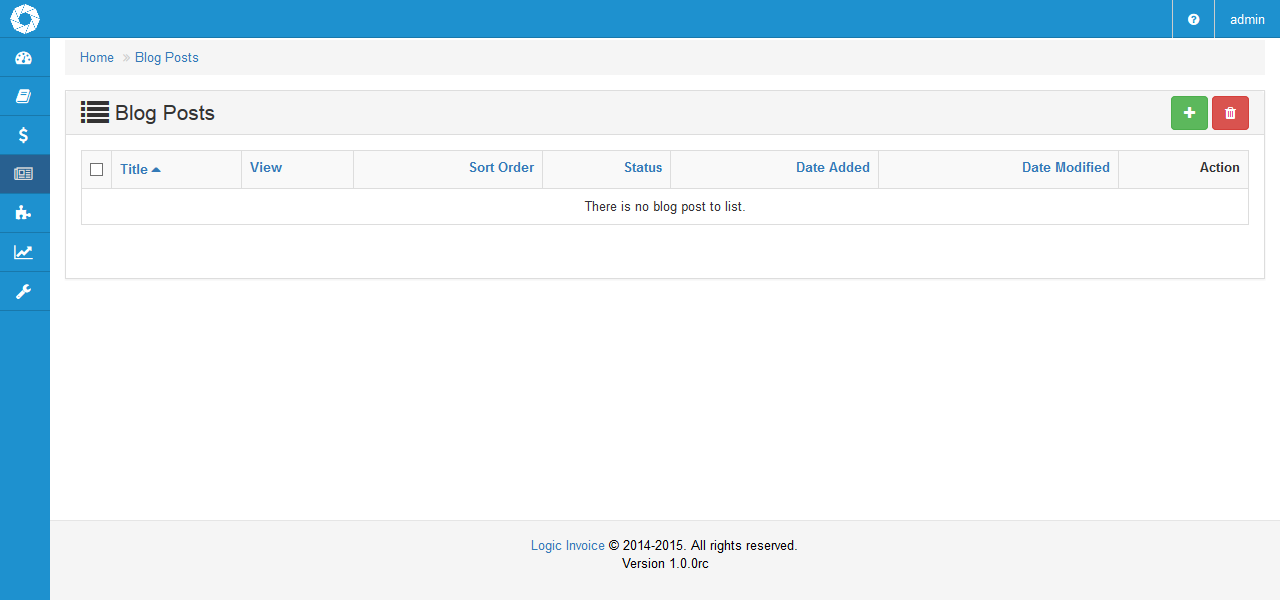 admin
Home » Blog Posts
Blog Posts
Title View Sort Order Status Date Added Date Modified Action
There is no blog post to list.
Logic Invoice © 2014-2015. All rights reserved.
Version 1.0.0rc